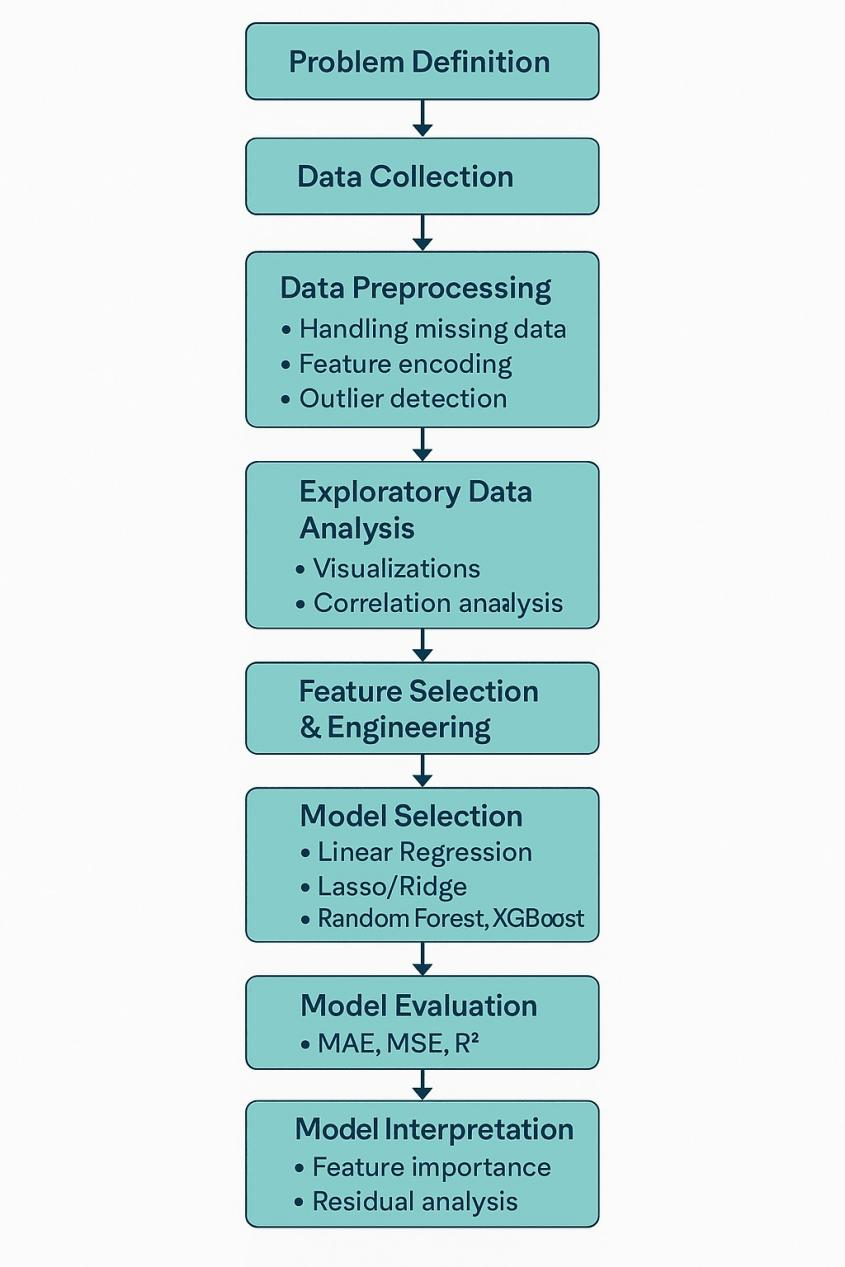 Problem Definition
Data Collection
Data Preprocessing
• Handling missing data
• Feature encoding
• Outlier detection
Exploratory Data
Analysis
• Visualizations
• Correlation anaalysis
Feature Selection
& Engineering
Model Selection
• Linear Regression
• Lasso/Ridge
• Random Forest, XGBoost
Model Evaluation
• MAE, MSE, R²
Model Interpretation
• Feature importance
• Residual analysis